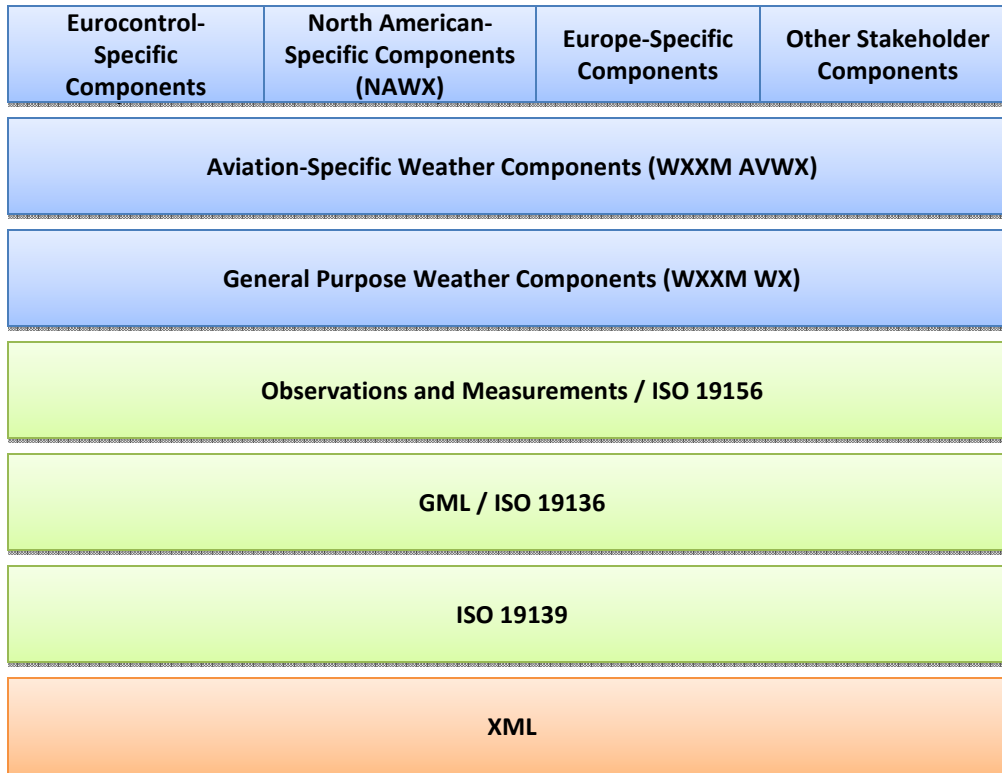 Eurocontrol-
Specific
Components
North American-
Specific Components
(NAWX)
Europe-Specific
Components
Other Stakeholder
Components
Aviation-Specific Weather Components (WXXM AVWX)
General Purpose Weather Components (WXXM WX)
Observations and Measurements / ISO 19156
GML / ISO 19136
ISO 19139
XML